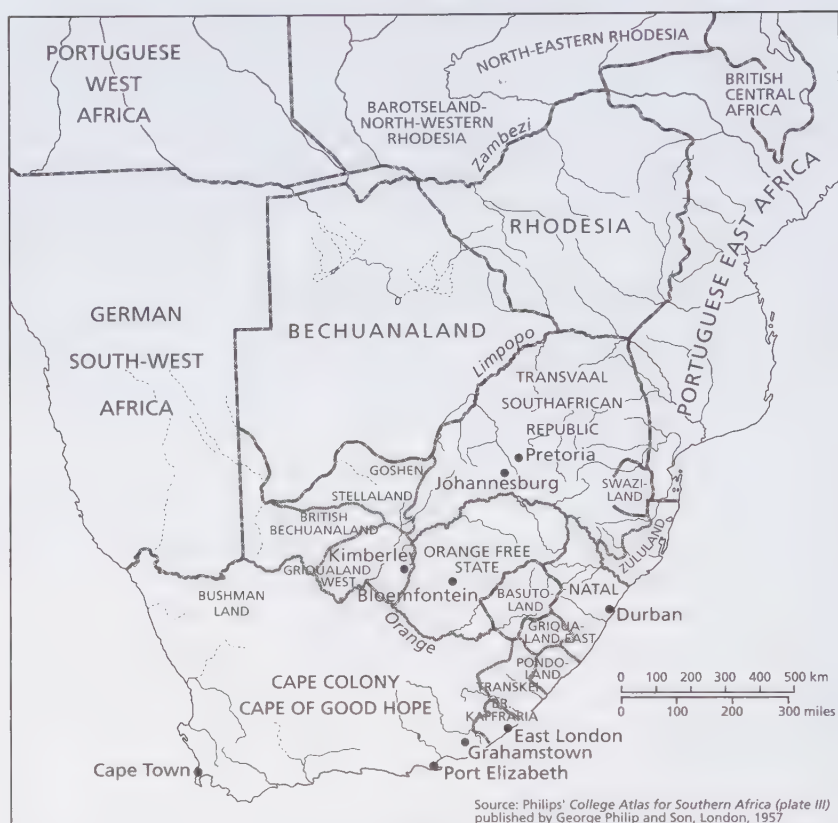 PORTUGUESE
WEST
AFRICA
NORTH-EASTERN RHODESIA
BRITISH
CENTRAL
AFRICA
BAROTSELAND-
NORTH-WESTERN
RHODESIA
Zambezi
PORTUGUESE EAST AFRICA
RHODESIA
GERMAN
SOUTH-WEST
AFRICA
BECHUANALAND
Limpopo
TRANSVAAL
SOUTHAFRICAN
REPUBLIC
Pretoria
Johannesburg
GOSHEN
STELLALAND
SWAZI-
LAND
BRITISH
BECHUANALAND
ZULULAND
Kimberley
GRIQUALAND
WEST
ORANGE FREE
STATE
Bloemfontein
BUSHMAN
LAND
Orange
BASUTO-
LAND
NATAL
Durban
GRIQUA-
LAND EAST
PONDO-
LAND
TRANSKEI
BR.
KAFFRARIA
CAPE COLONY
CAPE OF GOOD HOPE
East London
Grahamstown
Port Elizabeth
Cape Town
0 100 200 300 400 500 km
0 100 200 300 miles
Source: Philips' College Atlas for Southern Africa (plate III)
published by George Philip and Son, London, 1957